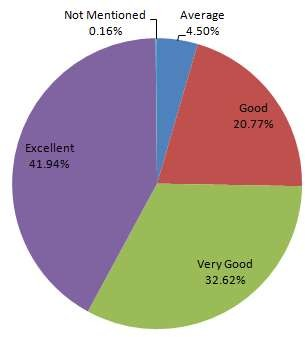 Not Mentioned
0.16%
Average
4.50%
Good
20.77%
Very Good
32.62%
Excellent
41.94%